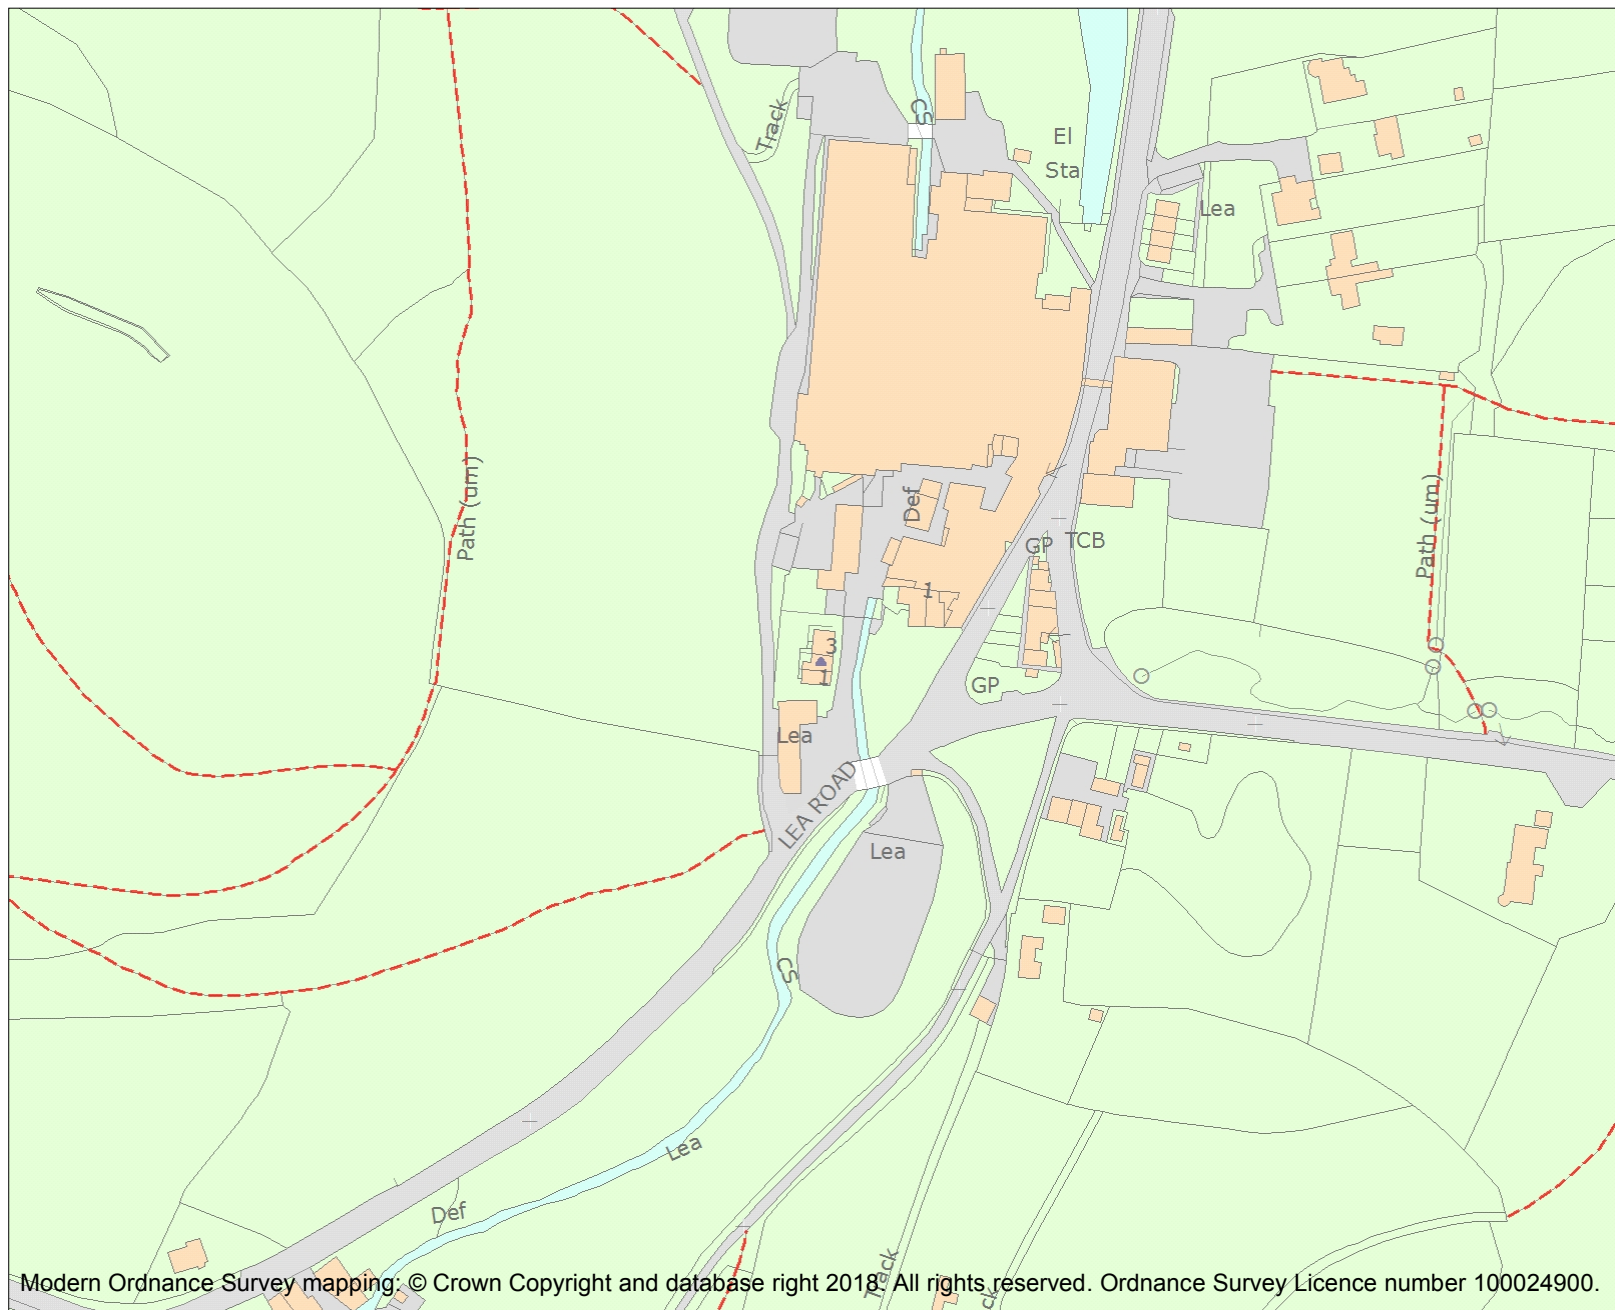 Track
CS
El
Sta
Lea
Path (um)
Path (um)
Def
GP
TCB
1
3
1
GP
Lea
LEA ROAD
Lea
CS
Lea
Def
Track
Modern Ordnance Survey mapping: © Crown Copyright and database right 2018. All rights reserved. Ordnance Survey Licence number 100024900.